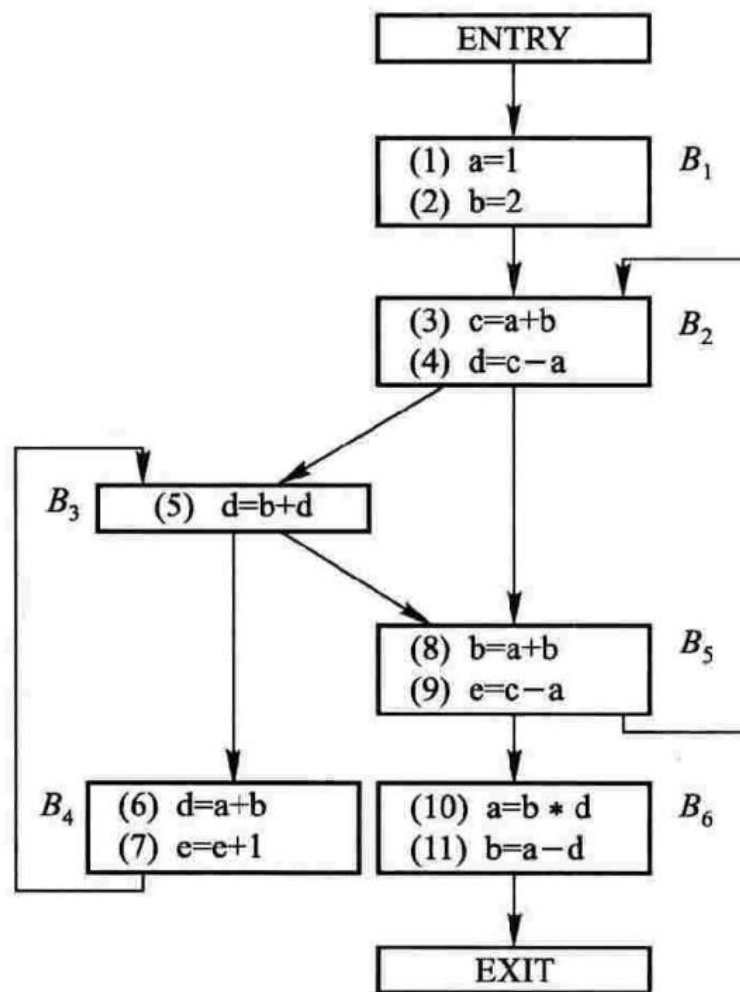 ENTRY
(1) a=1
(2) b=2
B₁
(3) c=a+b
(4) d=c−a
B₂
B₃
(5) d=b+d
(8) b=a+b
(9) e=c−a
B₅
B₄
(6) d=a+b
(7) e=e+1
(10) a=b * d
(11) b=a−d
B₆
EXIT